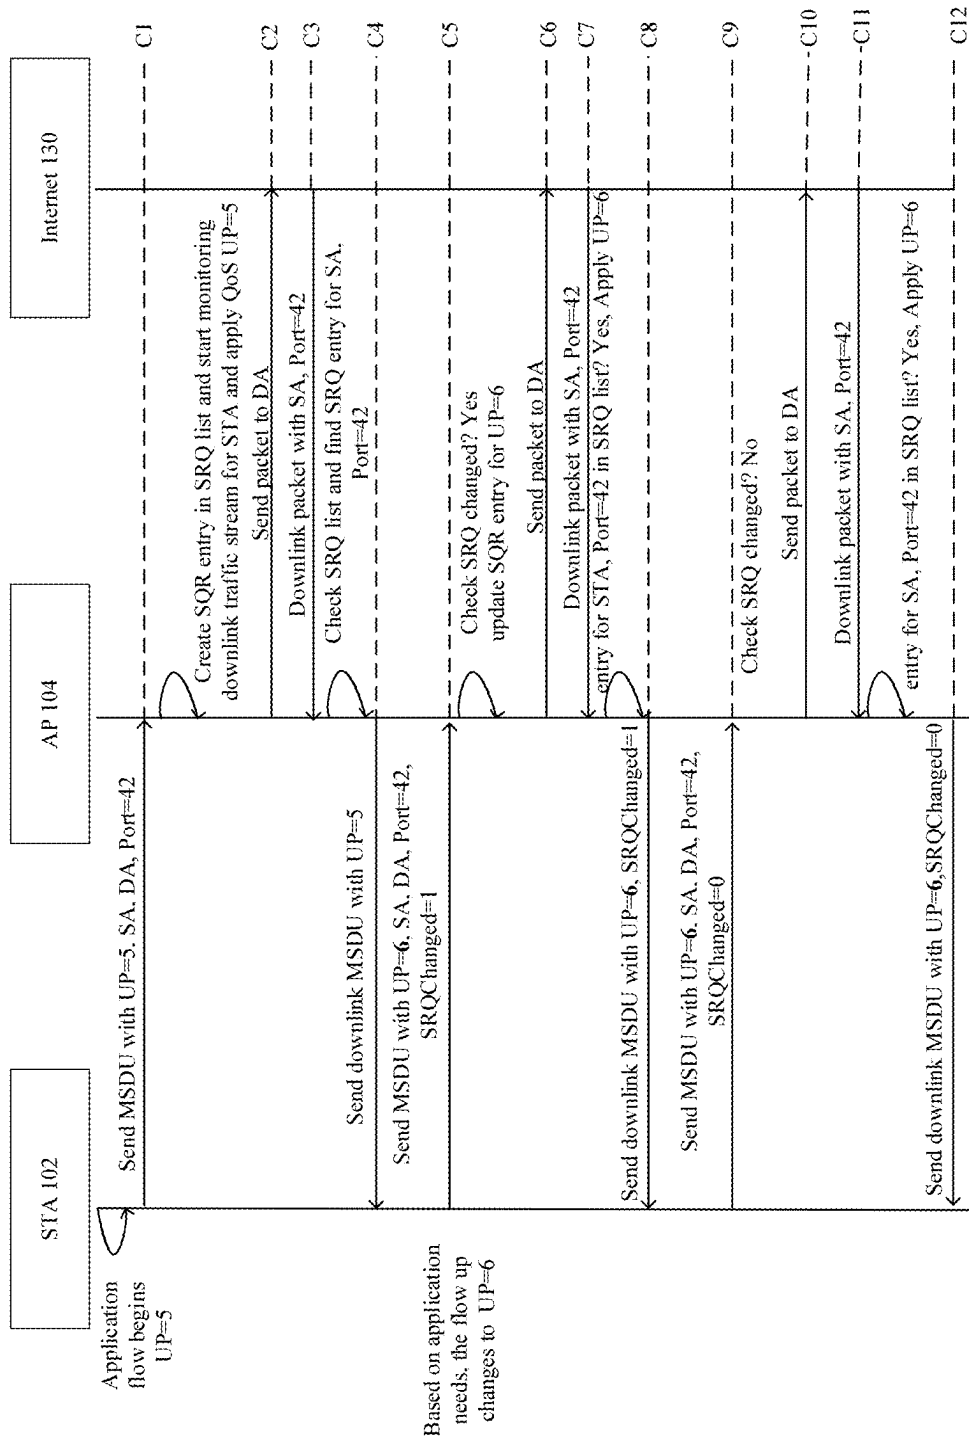 STA 102
AP 104
Internet 130
Application
flow begins
UP=5
Send MSDU with UP=5. SA. DA, Port=42
C1
Create SQR entry in SRQ list and start monitoring
downlink traffic stream for STA and apply QoS UP=5
Send packet to DA
C2
Downlink packet with SA, Port=42
C3
Check SRQ list and find SRQ entry for SA.
Port=42
Send downlink MSDU with UP=5
C4
Based on application
needs. the flow up
changes to UP=6
Send MSDU with UP=6, SA, DA, Port=42,
SRQChanged=1
C5
Check SRQ changed? Yes
update SQR entry for UP=6
Send packet to DA
C6
Downlink packet with SA, Port=42
C7
entry for STA, Port=42 in SRQ list? Yes, Apply UP=6
Send downlink MSDU with UP=6, SRQChanged=1
C8
Send MSDU with UP=6. SA. DA, Port=42,
SRQChanged=0
C9
Check SRQ changed? No
Send packet to DA
C10
Downlink packet with SA. Port=42
C11
entry for SA, Port=42 in SRQ list? Yes, Apply UP=6
Send downlink MSDU with UP=6,SRQChanged=0
C12